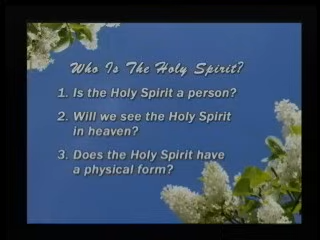 Who Is The Holy Spirit?
1. Is the Holy Spirit a person?
2. Will we see the Holy Spirit
in heaven?
3. Does the Holy Spirit have
a physical form?